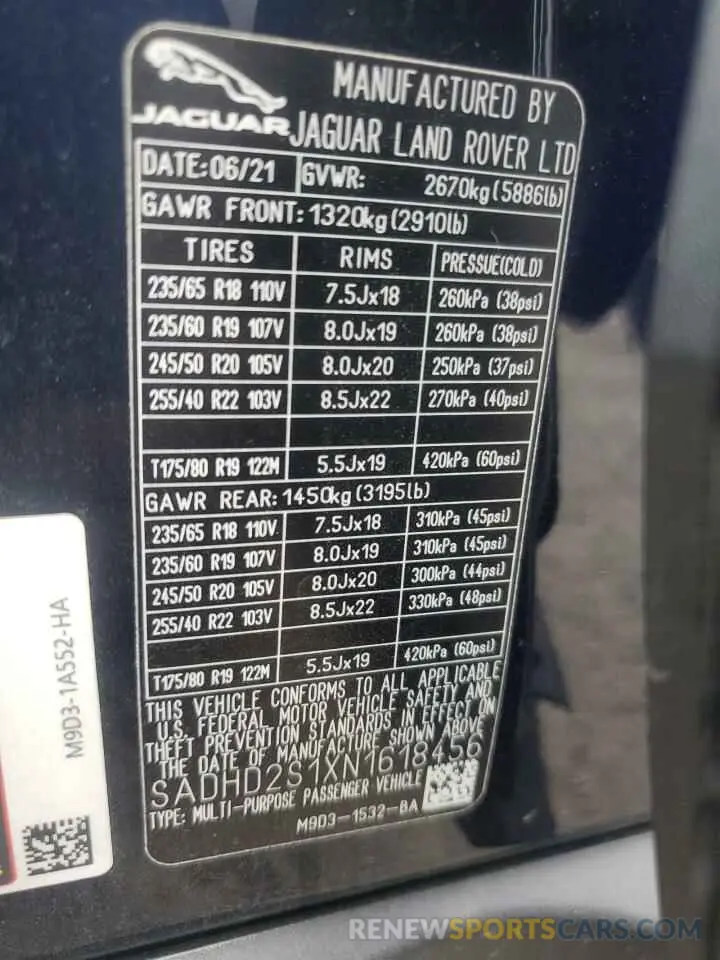 JAGUAR
MANUFACTURED BY
JAGUAR LAND ROVER LTD
DATE:06/21 GVWR: 2670kg(5886lb)
GAWR FRONT: 1320kg(2910lb)
TIRES RIMS PRESSUE(COLD)
235/65 R18 110V 7.5Jx18 260kPa (38psi)
235/60 R19 107V 8.0Jx19 260kPa (38psi)
245/50 R20 105V 8.0Jx20 250kPa (37psi)
255/40 R22 103V 8.5Jx22 270kPa (40psi)
T175/80 R19 122M 5.5Jx19 420kPa (60psi)
GAWR REAR: 1450kg(3195lb)
235/65 R18 110V 7.5Jx18 310kPa (45psi)
235/60 R19 107V 8.0Jx19 310kPa (45psi)
245/50 R20 105V 8.0Jx20 300kPa (44psi)
255/40 R22 103V 8.5Jx22 330kPa (48psi)
T175/80 R19 122M 5.5Jx19 420kPa (60psi)
THIS VEHICLE CONFORMS TO ALL APPLICABLE
U.S. FEDERAL MOTOR VEHICLE SAFETY AND
THEFT PREVENTION STANDARDS IN EFFECT ON
THE DATE OF MANUFACTURE SHOWN ABOVE
SADHD2S1XN1618456
TYPE: MULTI-PURPOSE PASSENGER VEHICLE
M9D3-1532-BA
M9D3-1A552-HA
RENEWSPORTSCARS.COM